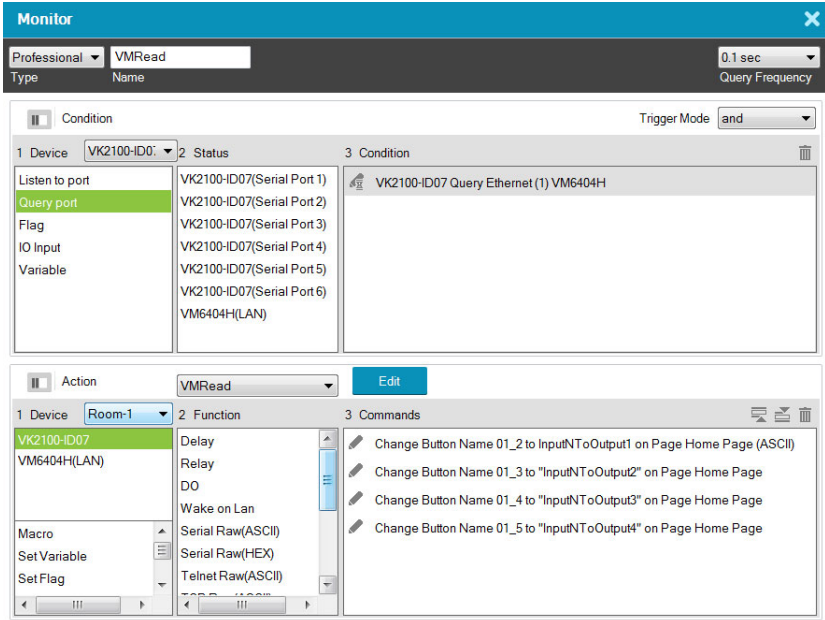 Monitor
Professional VMRead 0.1 sec
Type Name Query Frequency
Condition Trigger Mode and
1 Device VK2100-ID0 2 Status 3 Condition
Listen to port
Query port
Flag
IO Input
Variable
VK2100-ID07(Serial Port 1)
VK2100-ID07(Serial Port 2)
VK2100-ID07(Serial Port 3)
VK2100-ID07(Serial Port 4)
VK2100-ID07(Serial Port 5)
VK2100-ID07(Serial Port 6)
VM6404H(LAN)
VK2100-ID07 Query Ethernet (1) VM6404H
Action VMRead Edit
1 Device Room-1 2 Function 3 Commands
VK2100-ID07
VM6404H(LAN)
Macro
Set Variable
Set Flag
Delay
Relay
DO
Wake on Lan
Serial Raw(ASCII)
Serial Raw(HEX)
Telnet Raw(ASCII)
Change Button Name 01_2 to InputNToOutput1 on Page Home Page (ASCII)
Change Button Name 01_3 to "InputNToOutput2" on Page Home Page
Change Button Name 01_4 to "InputNToOutput3" on Page Home Page
Change Button Name 01_5 to "InputNToOutput4" on Page Home Page